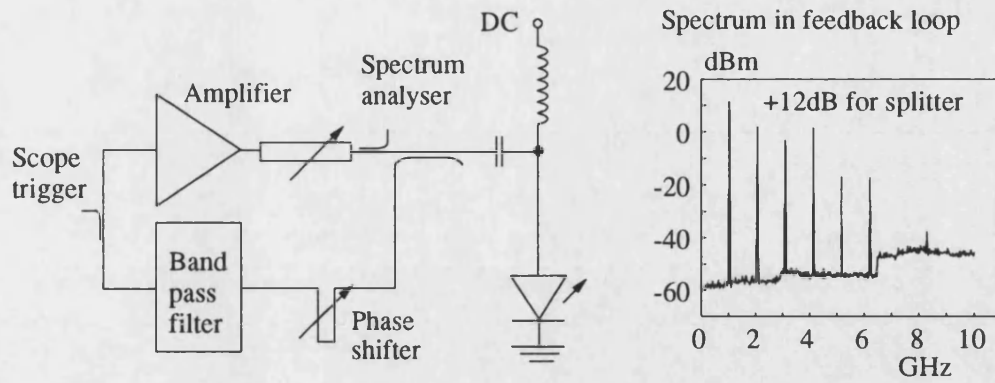 DC
Spectrum
analyser
Amplifier
Scope
trigger
Band
pass
filter
Phase
shifter
Spectrum in feedback loop
dBm
+12dB for splitter
20
0
-20
-40
-60
0 2 4 6 8 10
GHz